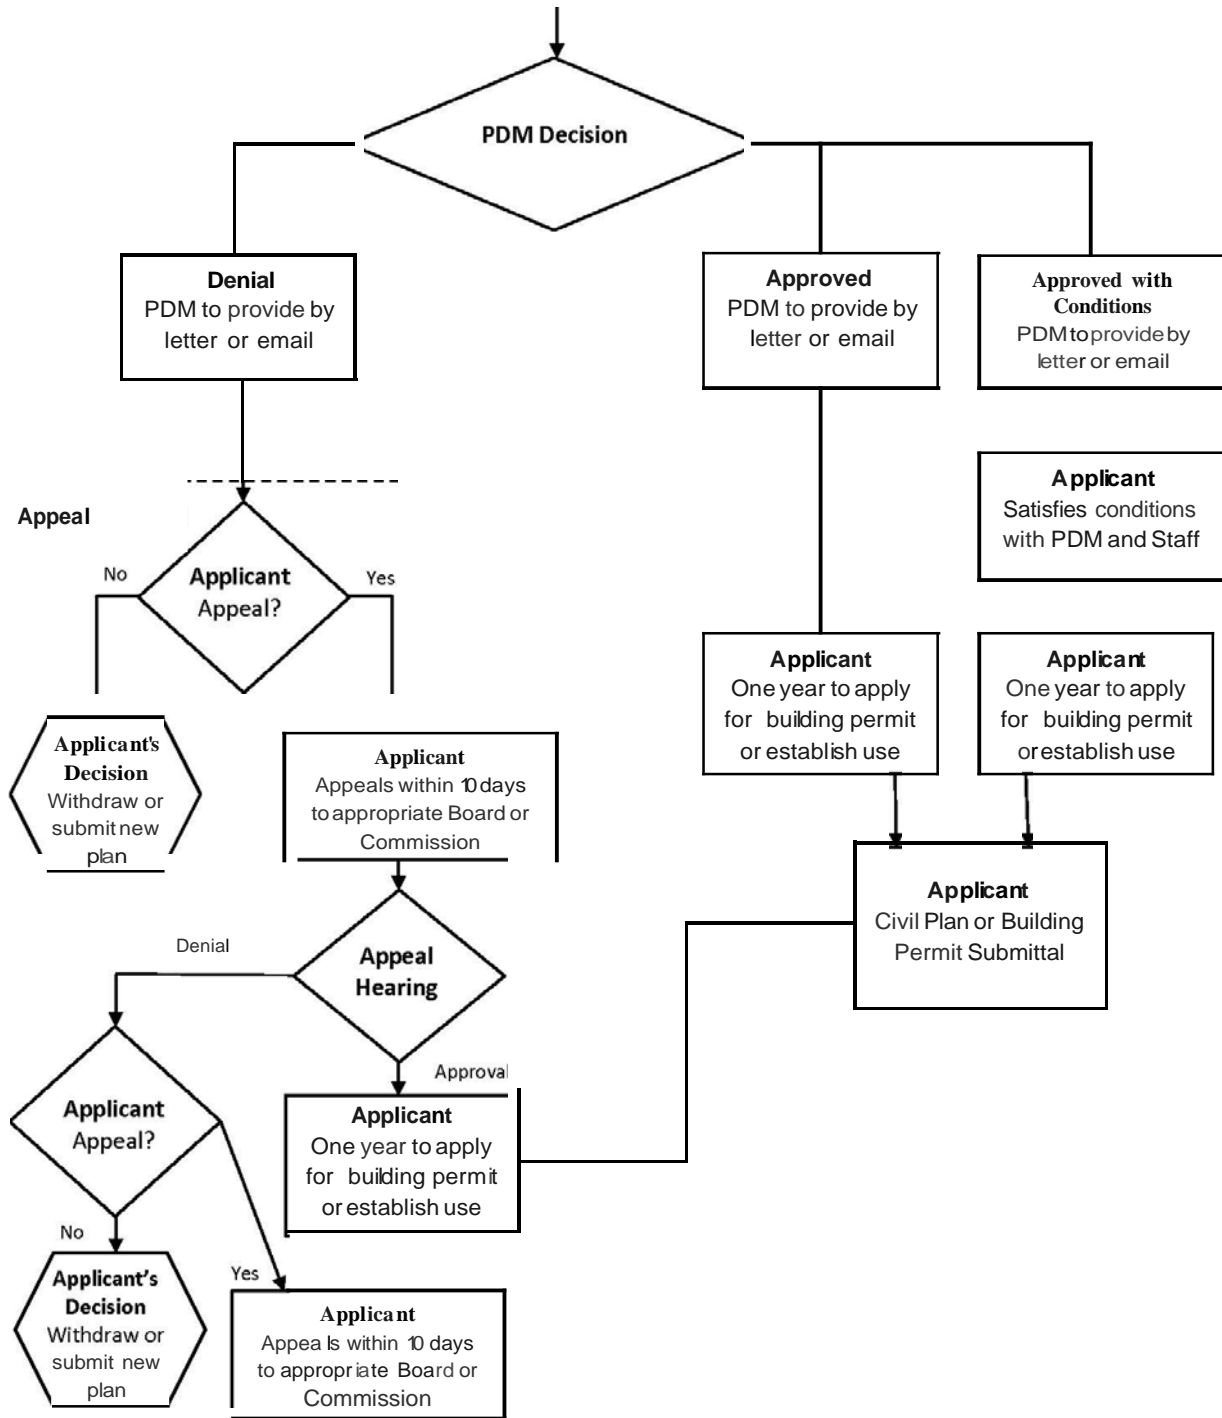 PDM Decision
Denial
PDM to provide by
letter or email
Approved
PDM to provide by
letter or email
Approved with
Conditions
PDM to provide by
letter or email
Appeal
No
Applicant
Appeal?
Yes
Applicant
Satisfies conditions
with PDM and Staff
Applicant
One year to apply
for building permit
or establish use
Applicant
One year to apply
for building permit
or establish use
Applicant's
Decision
Withdraw or
submit new
plan
Applicant
Appeals within 10 days
to appropriate Board or
Commission
Applicant
Civil Plan or Building
Permit Submittal
Denial
Appeal
Hearing
Approval
Applicant
Appeal?
Applicant
One year to apply
for building permit
or establish use
No
Applicant's
Decision
Withdraw or
submit new
plan
Yes
Applicant
Appeals within 10 days
to appropriate Board or
Commission